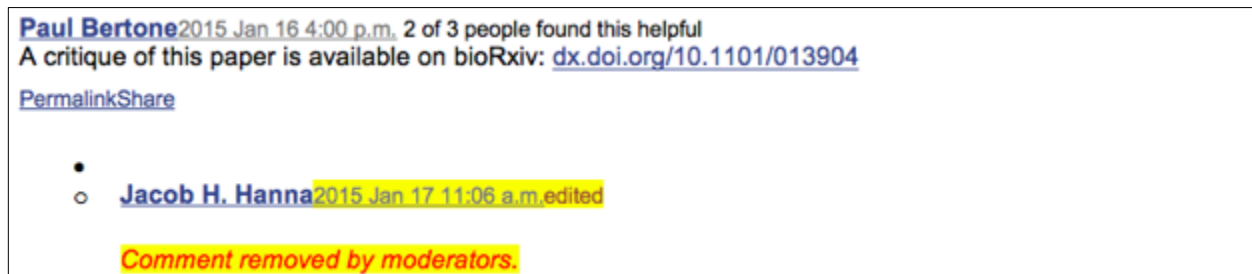 Paul Bertone2015 Jan 16 4:00 p.m. 2 of 3 people found this helpful
A critique of this paper is available on bioRxiv: dx.doi.org/10.1101/013904
PermalinkShare
Jacob H. Hanna2015 Jan 17 11:06 a.m.edited
Comment removed by moderators.